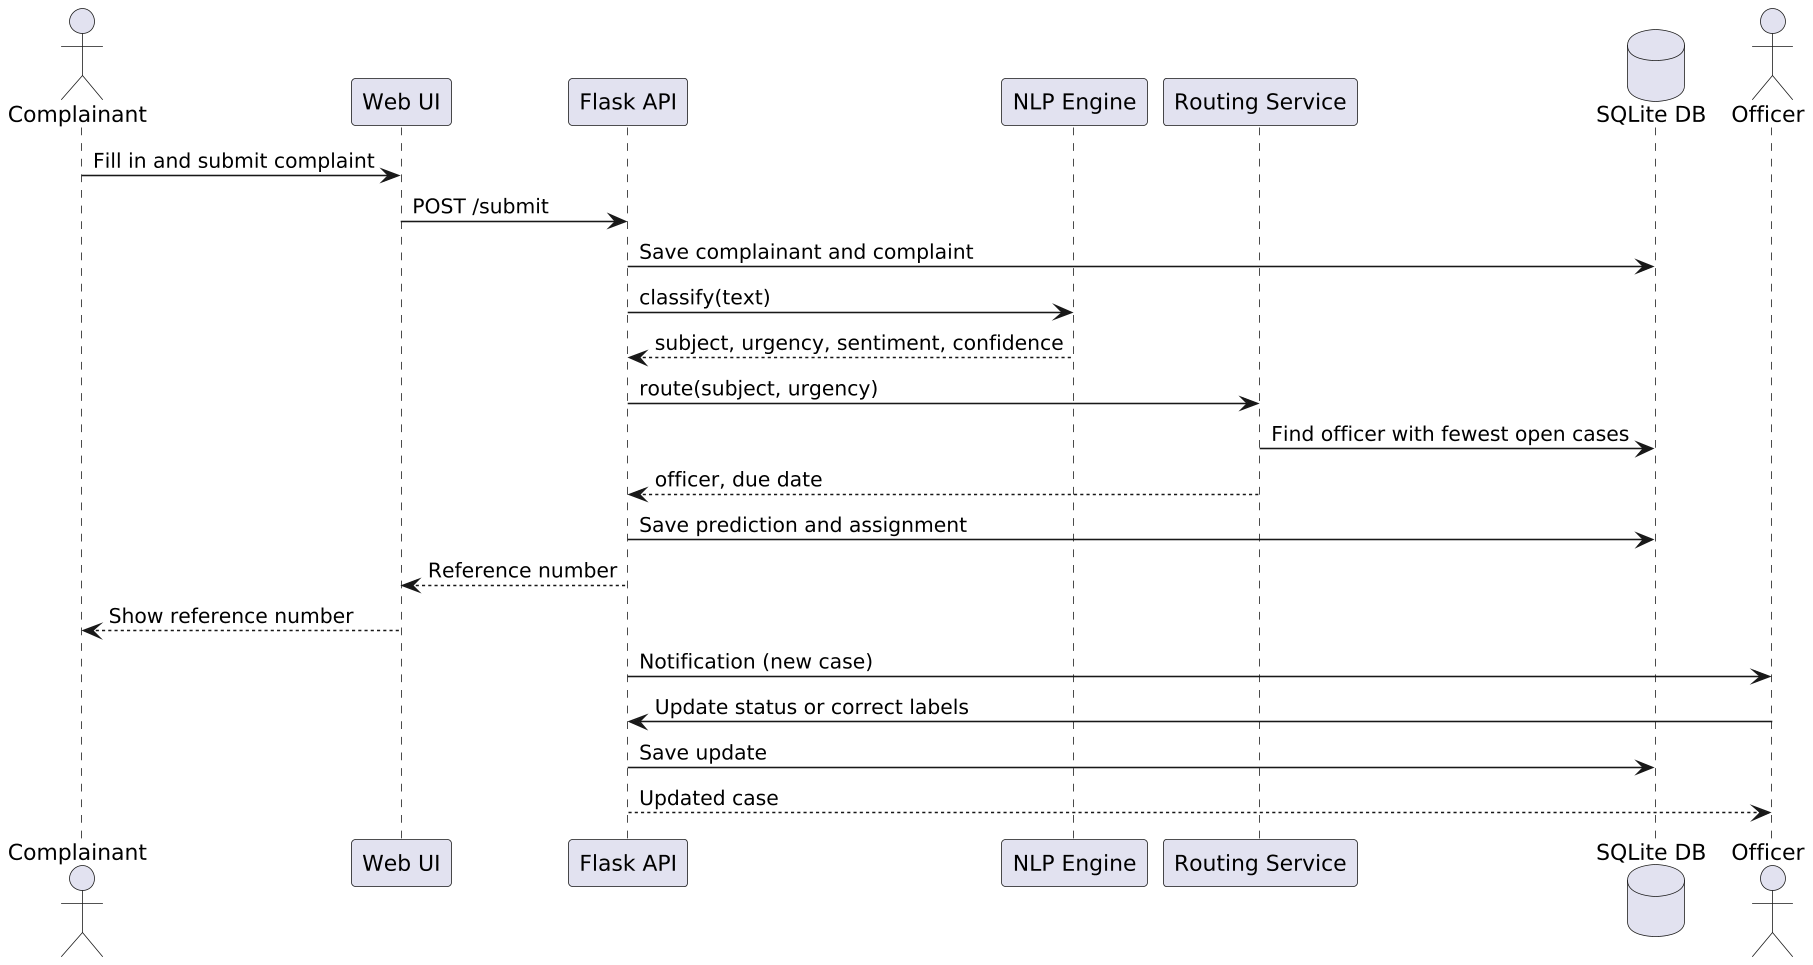 Complainant
Web UI
Flask API
NLP Engine
Routing Service
SQLite DB
Officer
Fill in and submit complaint
POST /submit
Save complainant and complaint
classify(text)
subject, urgency, sentiment, confidence
route(subject, urgency)
Find officer with fewest open cases
officer, due date
Save prediction and assignment
Reference number
Show reference number
Notification (new case)
Update status or correct labels
Save update
Updated case
Complainant
Web UI
Flask API
NLP Engine
Routing Service
SQLite DB
Officer